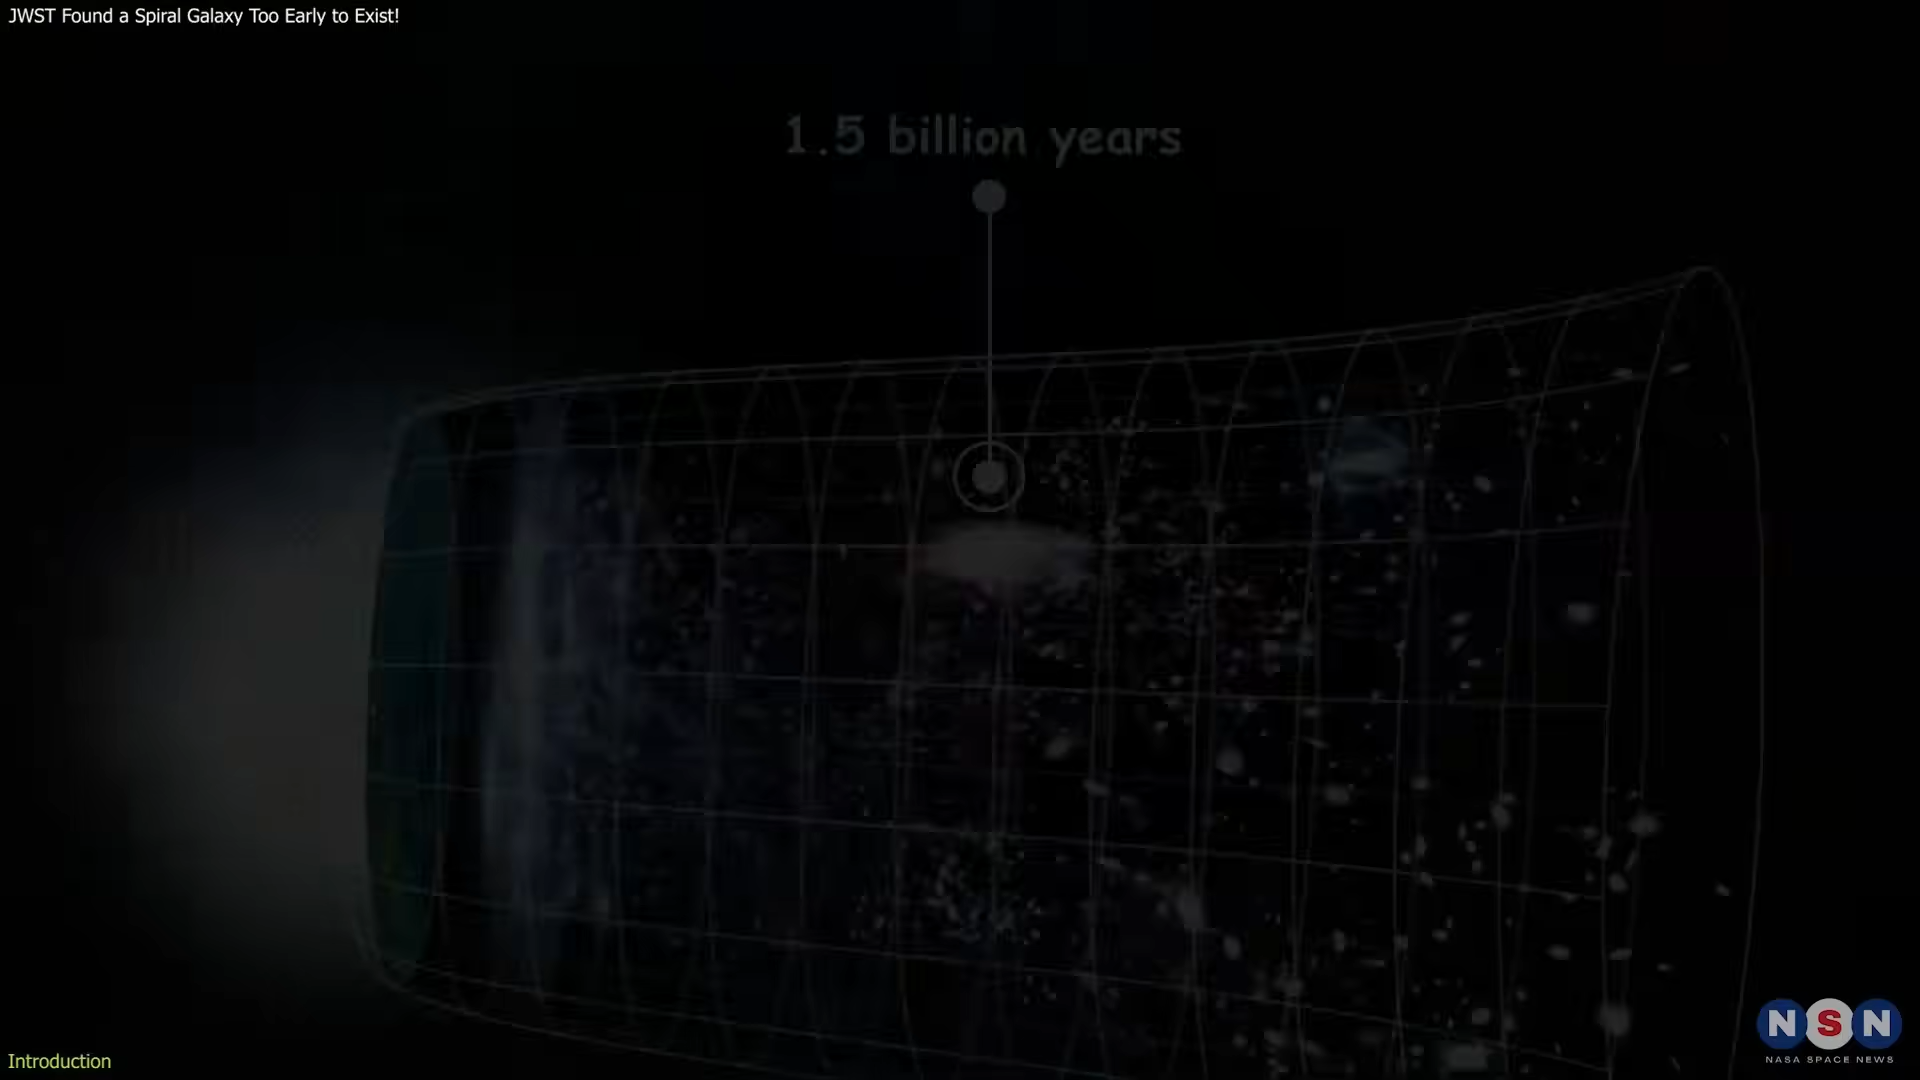 JWST Found a Spiral Galaxy Too Early to Exist!
1.5 billion years
Introduction
NSN
NASA SPACE NEWS